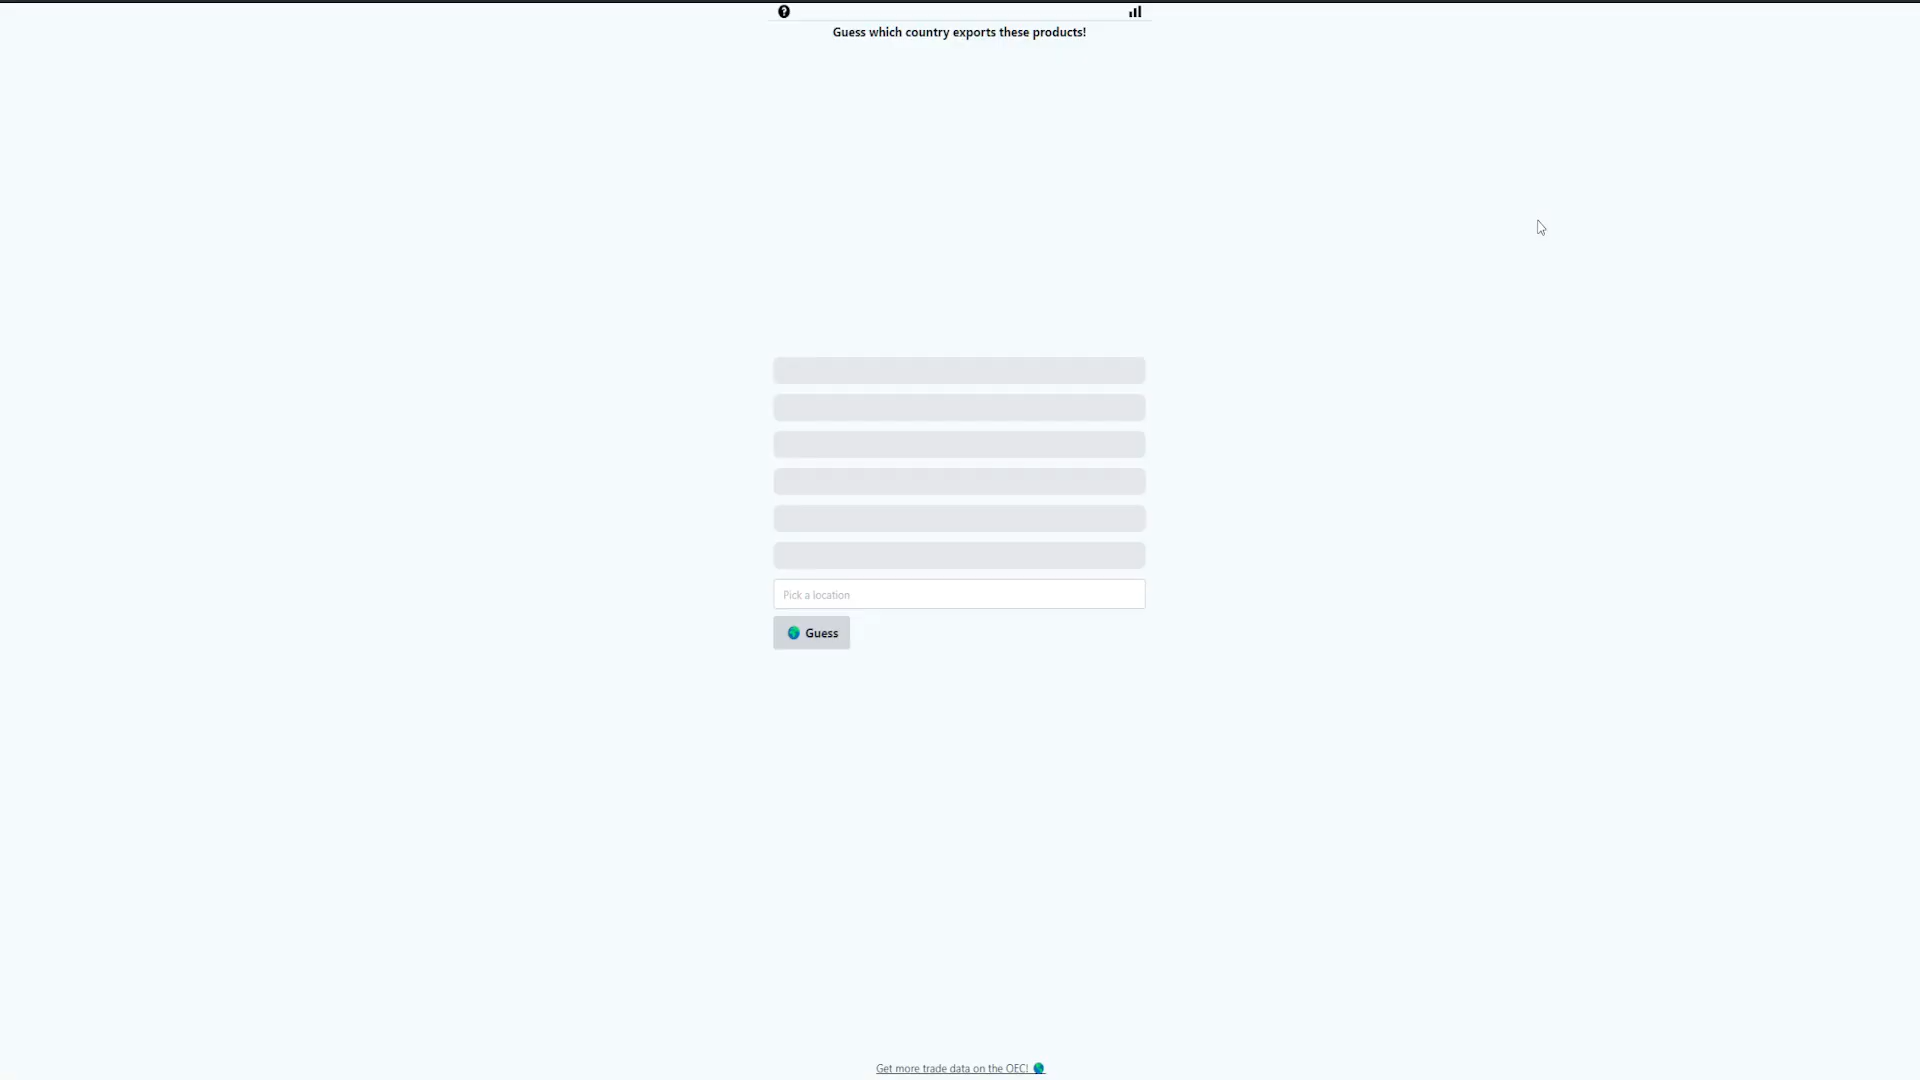 Guess which country exports these products!
Pick a location
Guess
Get more trade data on the OEC!